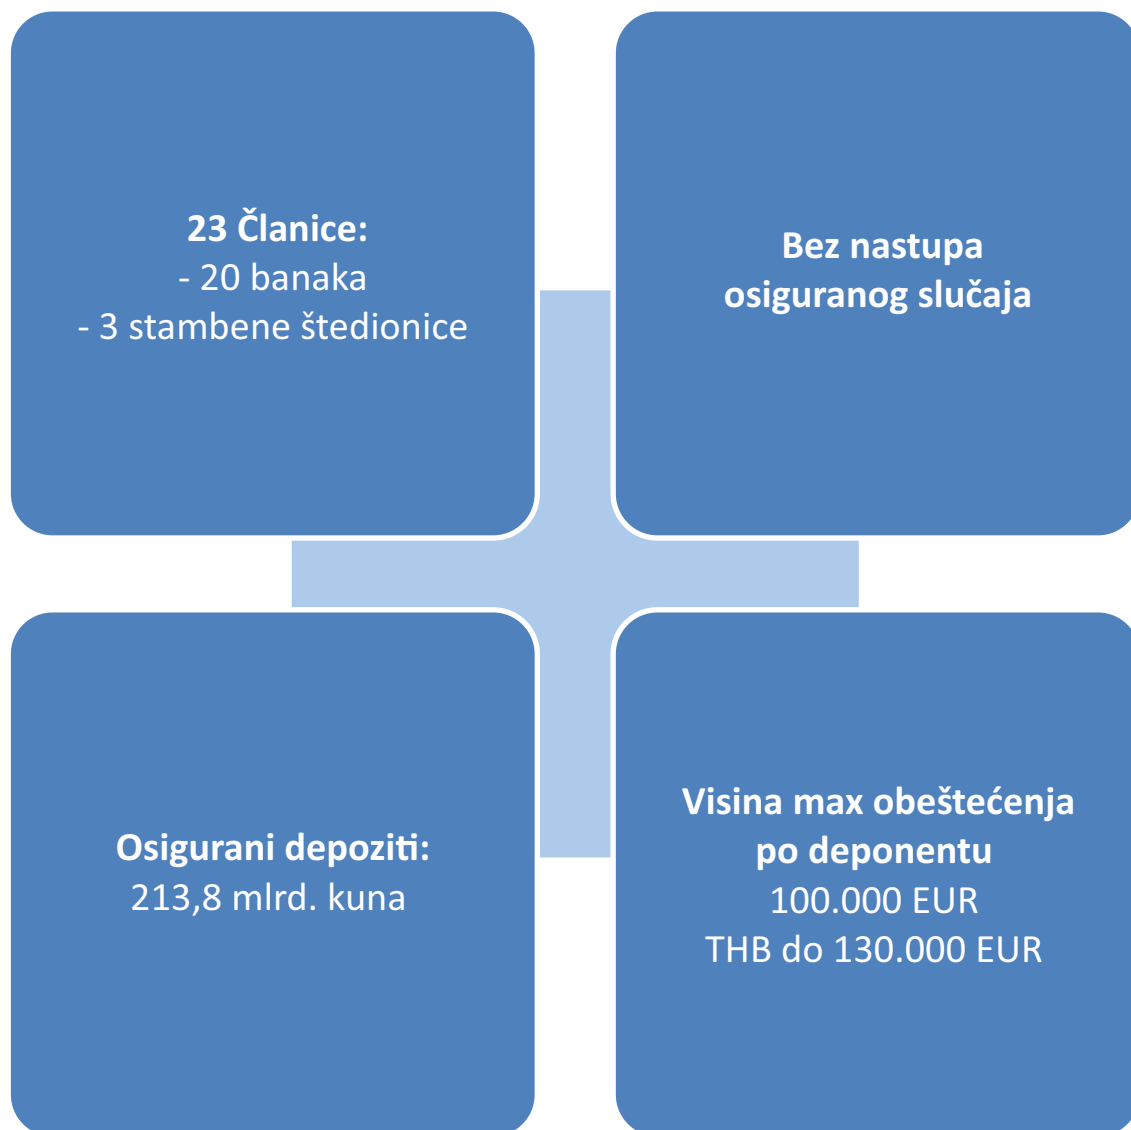 23 Članice:
- 20 banaka
- 3 stambene štedionice
Bez nastupa
osiguranog slučaja
Osigurani depoziti:
213,8 mlrd. kuna
Visina max obeštećenja
po deponentu
100.000 EUR
THB do 130.000 EUR